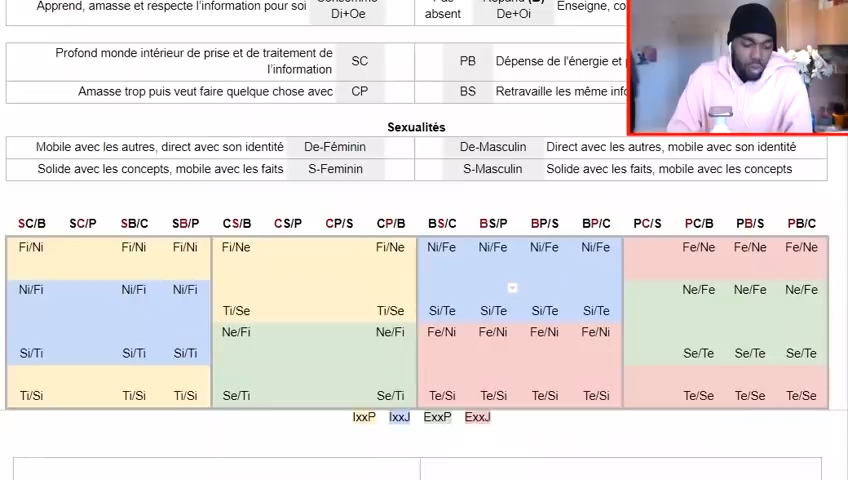 Apprend, amasse et respecte l'information pour soi
Di+Oe
absent
De+Oi
Enseigne, co
Profond monde intérieur de prise et de traitement de l'information SC
PB Dépense de l'énergie et
Amasse trop puis veut faire quelque chose avec CP
BS Retravaille les même info
Sexualités
Mobile avec les autres, direct avec son identité De-Féminin
De-Masculin Direct avec les autres, mobile avec son identité
Solide avec les concepts, mobile avec les faits S-Feminin
S-Masculin Solide avec les faits, mobile avec les concepts
SC/B SC/P SB/C SB/P CS/B CS/P CP/S CP/B BS/C BS/P BP/S BP/C PC/S PC/B PB/S PB/C
Fi/Ni Fi/Ni Fi/Ni Fi/Ne Fi/Ne Ni/Fe Ni/Fe Ni/Fe Ni/Fe Fe/Ne Fe/Ne Fe/Ne
Ni/Fi Ni/Fi Ni/Fi Ne/Fe Ne/Fe Ne/Fe
Ti/Se Ti/Se Si/Te Si/Te Si/Te Si/Te
Ne/Fi Ne/Fi Fe/Ni Fe/Ni Fe/Ni Fe/Ni
Si/Ti Si/Ti Si/Ti Se/Te Se/Te Se/Te
Ti/Si Ti/Si Ti/Si Se/Ti Se/Ti Te/Si Te/Si Te/Si Te/Si Te/Se Te/Se Te/Se
IxxP IxxJ ExxP ExxJ